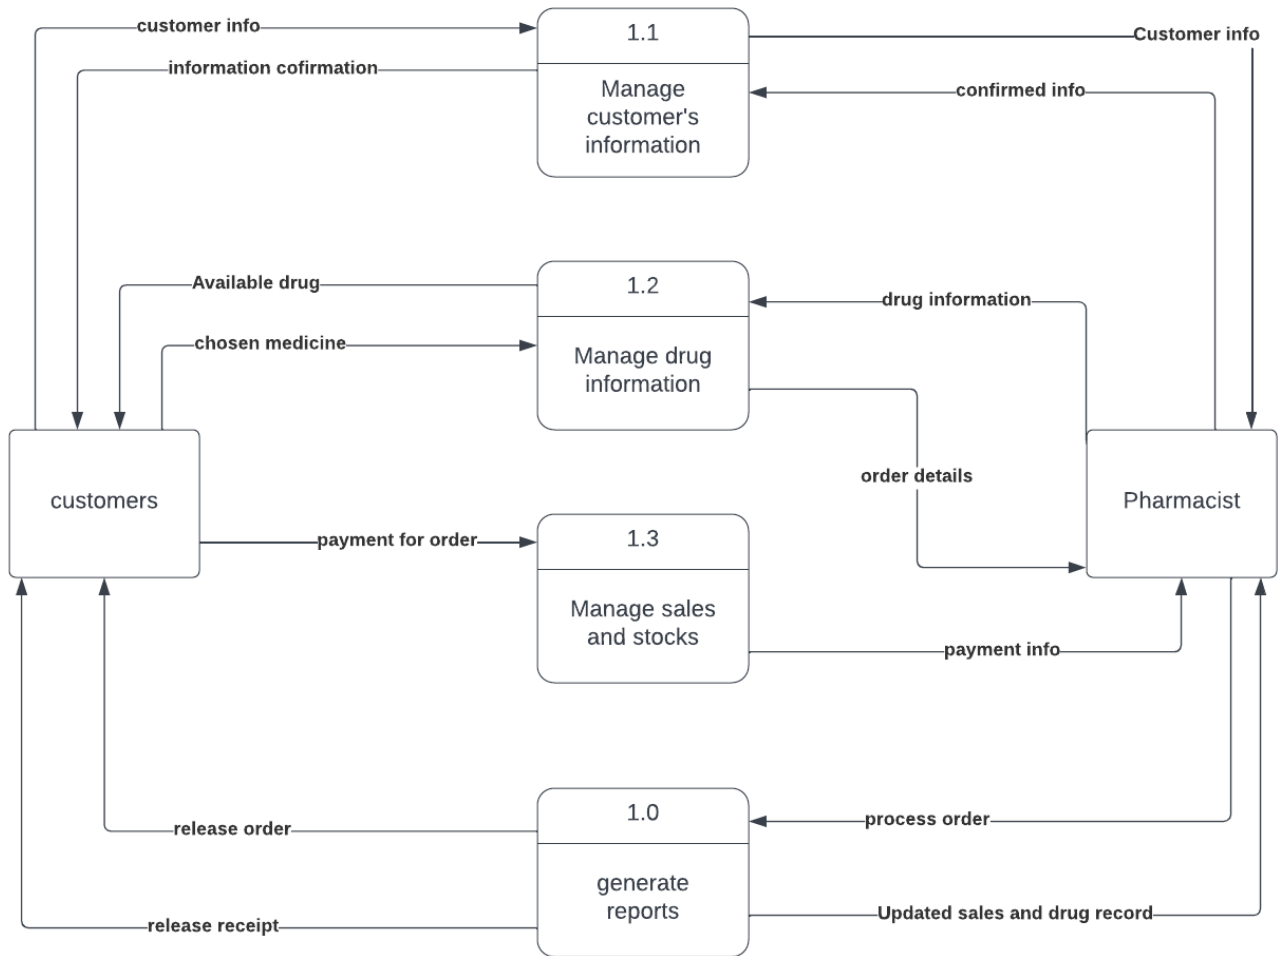 customer info
1.1
Customer info
information cofirmation
Manage
customer's
information
confirmed info
Available drug
1.2
drug information
chosen medicine
Manage drug
information
order details
customers
Pharmacist
payment for order
1.3
Manage sales
and stocks
payment info
release order
1.0
process order
generate
reports
release receipt
Updated sales and drug record